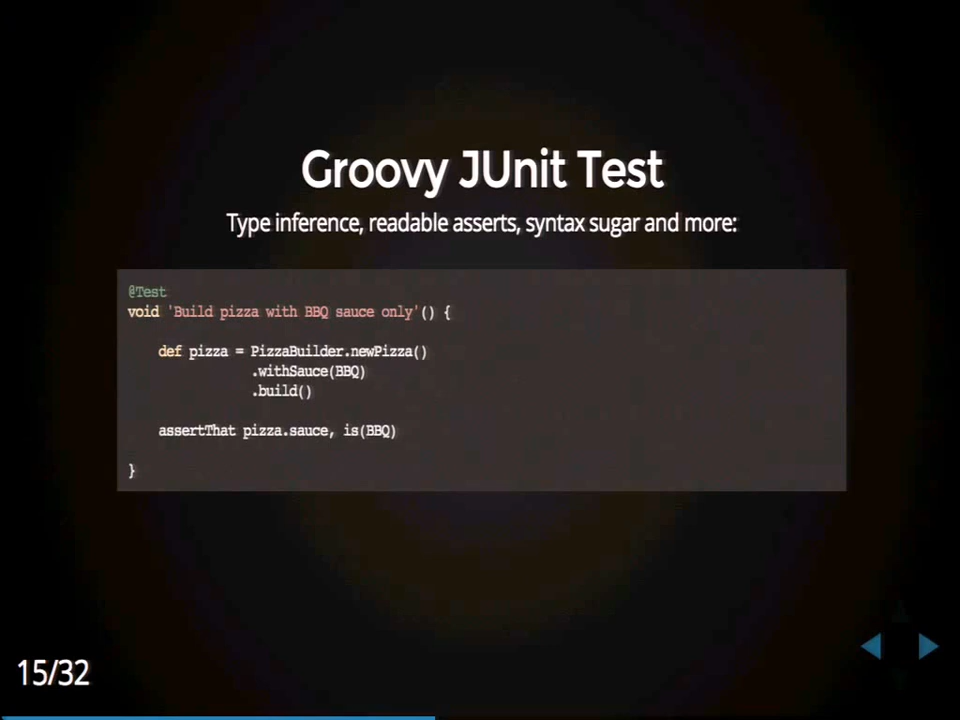 Groovy JUnit Test
Type inference, readable asserts, syntax sugar and more:
@Test
void 'Build pizza with BBQ sauce only'() {
def pizza = PizzaBuilder.newPizza()
.withSauce(BBQ)
.build()
assertThat pizza.sauce, is(BBQ)
}
15/32